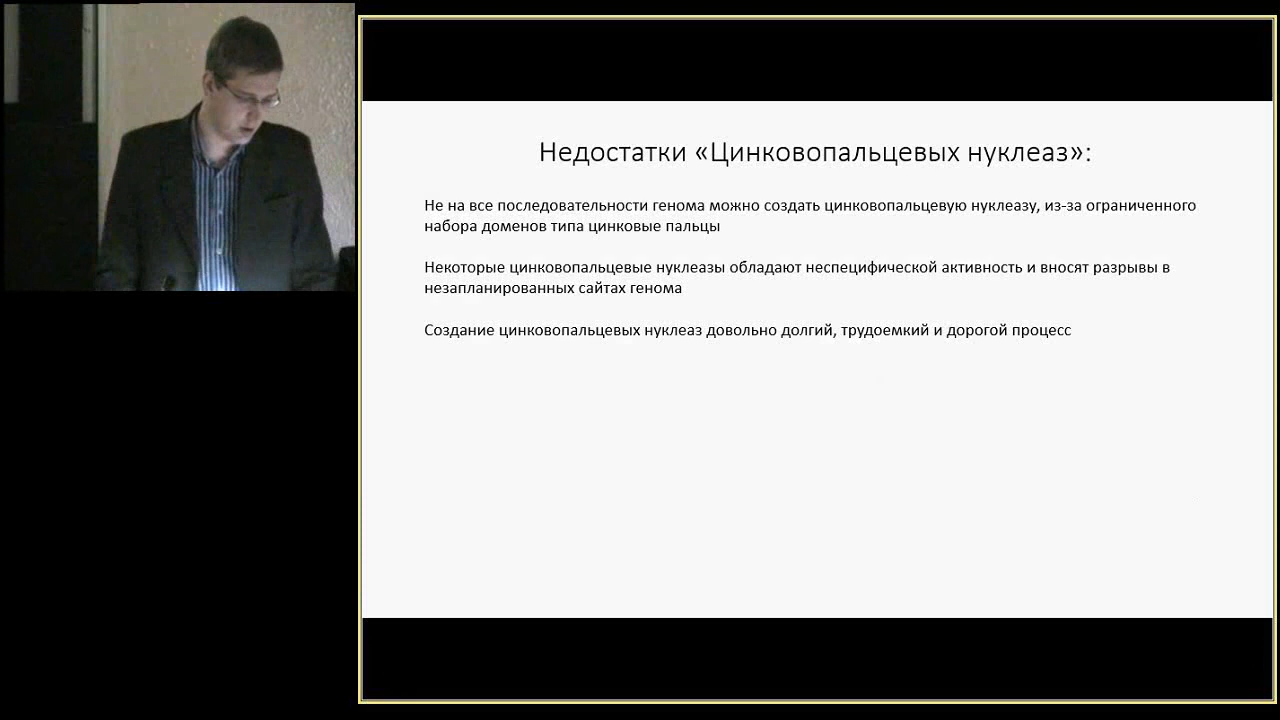 Недостатки «Цинковопальцевых нуклеаз»:
Не на все последовательности генома можно создать цинковопальцевую нуклеазу, из-за ограниченного
набора доменов типа цинковые пальцы
Некоторые цинковопальцевые нуклеазы обладают неспецифической активность и вносят разрывы в
незапланированных сайтах генома
Создание цинковопальцевых нуклеаз довольно долгий, трудоемкий и дорогой процесс